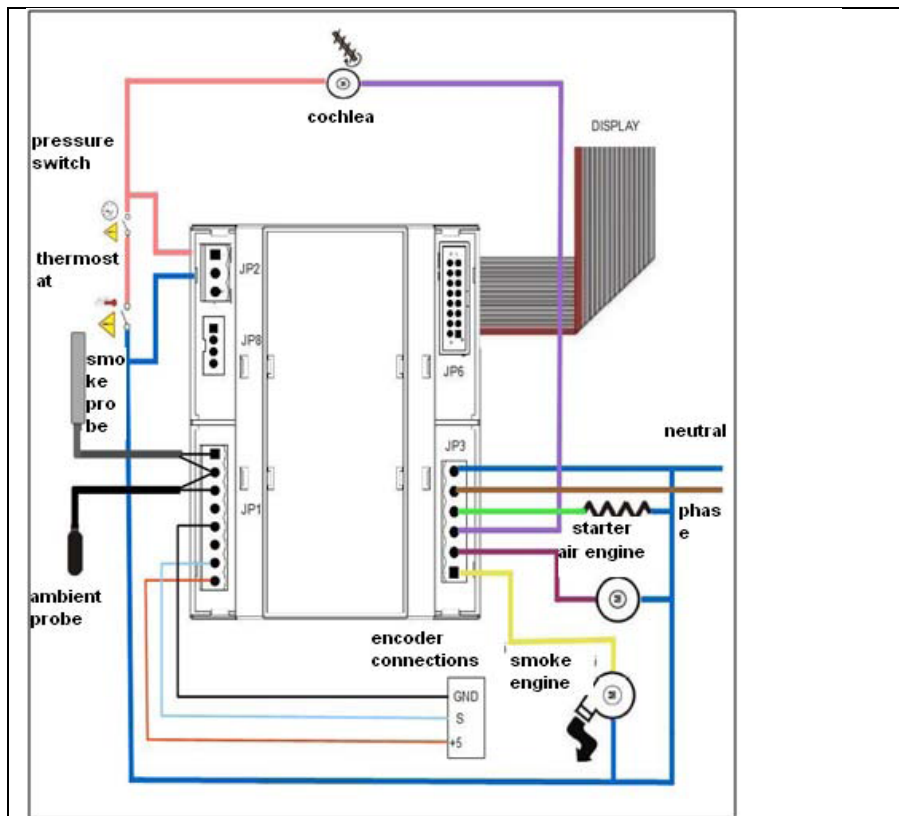 cochlea
DISPLAY
pressure
switch
thermost
at
JP2
JP8
JP6
smo
ke
pro
be
neutral
JP3
JP1
phas
e
starter
air engine
M
M
M
ambient
probe
encoder
connections
smoke
engine
GND
S
+5